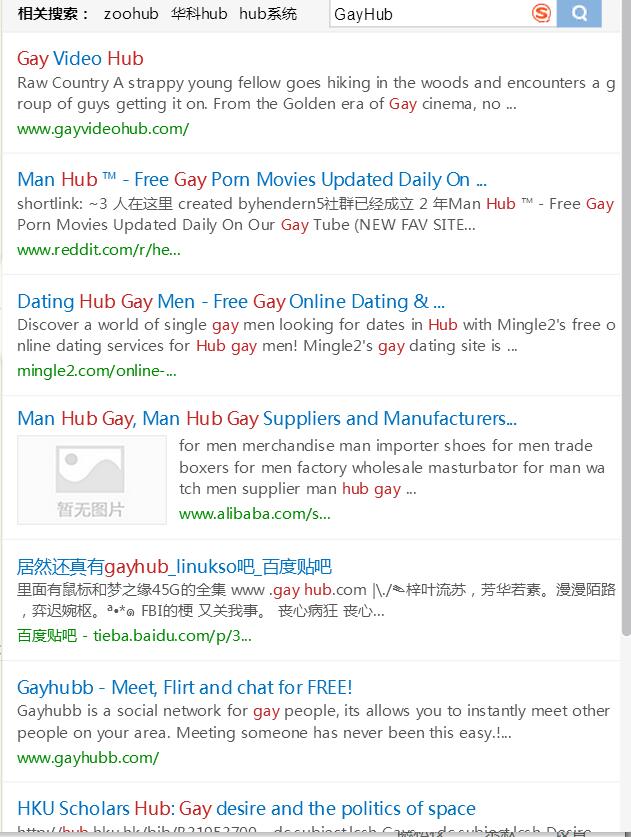 相关搜索： zoohub 华科hub hub系统 GayHub
Gay Video Hub
Raw Country A strappy young fellow goes hiking in the woods and encounters a g
roup of guys getting it on. From the Golden era of Gay cinema, no ...
www.gayvideohub.com/
Man Hub ™ - Free Gay Porn Movies Updated Daily On ...
shortlink: ~3 人在这里 created byhendern5社群已经成立 2 年Man Hub ™ - Free Gay
Porn Movies Updated Daily On Our Gay Tube (NEW FAV SITE...
www.reddit.com/r/he...
Dating Hub Gay Men - Free Gay Online Dating & ...
Discover a world of single gay men looking for dates in Hub with Mingle2's free o
nline dating services for Hub gay men! Mingle2's gay dating site is ...
mingle2.com/online-...
Man Hub Gay, Man Hub Gay Suppliers and Manufacturers...
for men merchandise man importer shoes for men trade
boxers for men factory wholesale masturbator for man wa
tch men supplier man hub gay ...
暂无图片
www.alibaba.com/s...
居然还真有gayhub_linukso吧_百度贴吧
里面有鼠标和梦之缘45G的全集 www .gay hub.com |\./✎梓叶流苏，芳华若素。漫漫陌路
，弈迟婉枢。ª•*๑ FBI的梗 又关我事。 丧心病狂 丧心...
百度贴吧 - tieba.baidu.com/p/3...
Gayhubb - Meet, Flirt and chat for FREE!
Gayhubb is a social network for gay people, its allows you to instantly meet other
people on your area. Meeting someone has never been this easy.!...
www.gayhubb.com/
HKU Scholars Hub: Gay desire and the politics of space